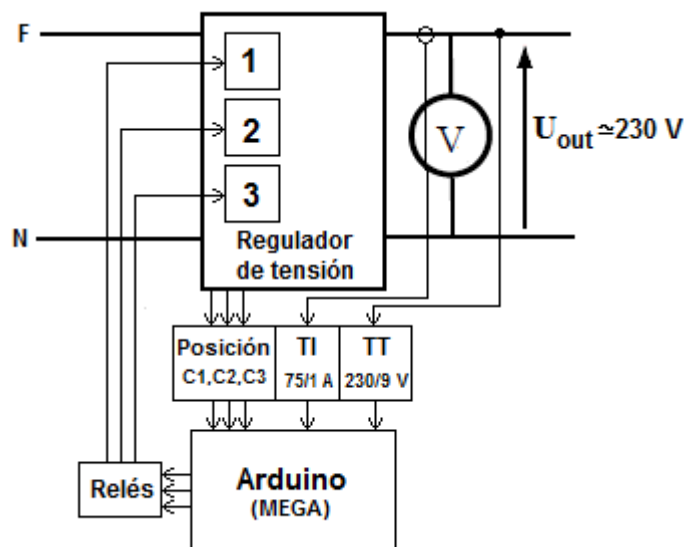 F
1
2
3
N
Regulador
de tensión
V
Uout ≃230 V
Posición
C1,C2,C3
TI
75/1 A
TT
230/9 V
Relés
Arduino
(MEGA)